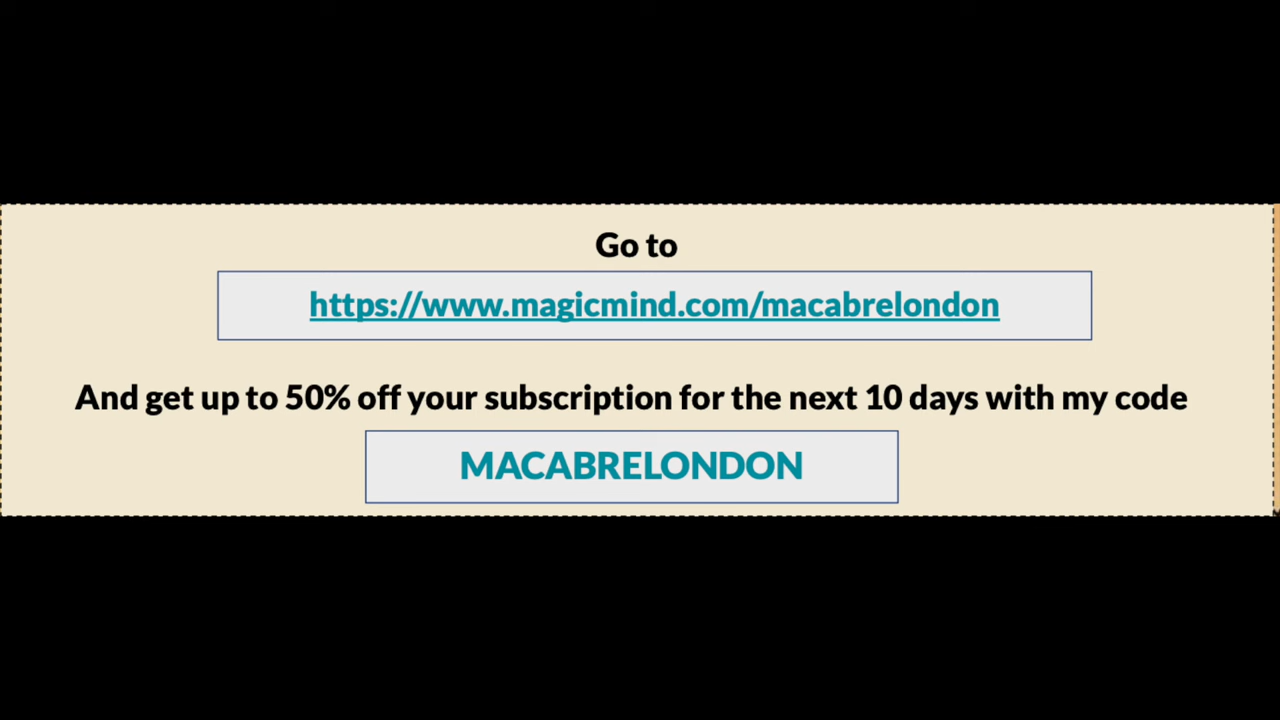 Go to
https://www.magicmind.com/macabrelondon
And get up to 50% off your subscription for the next 10 days with my code
MACABRELONDON